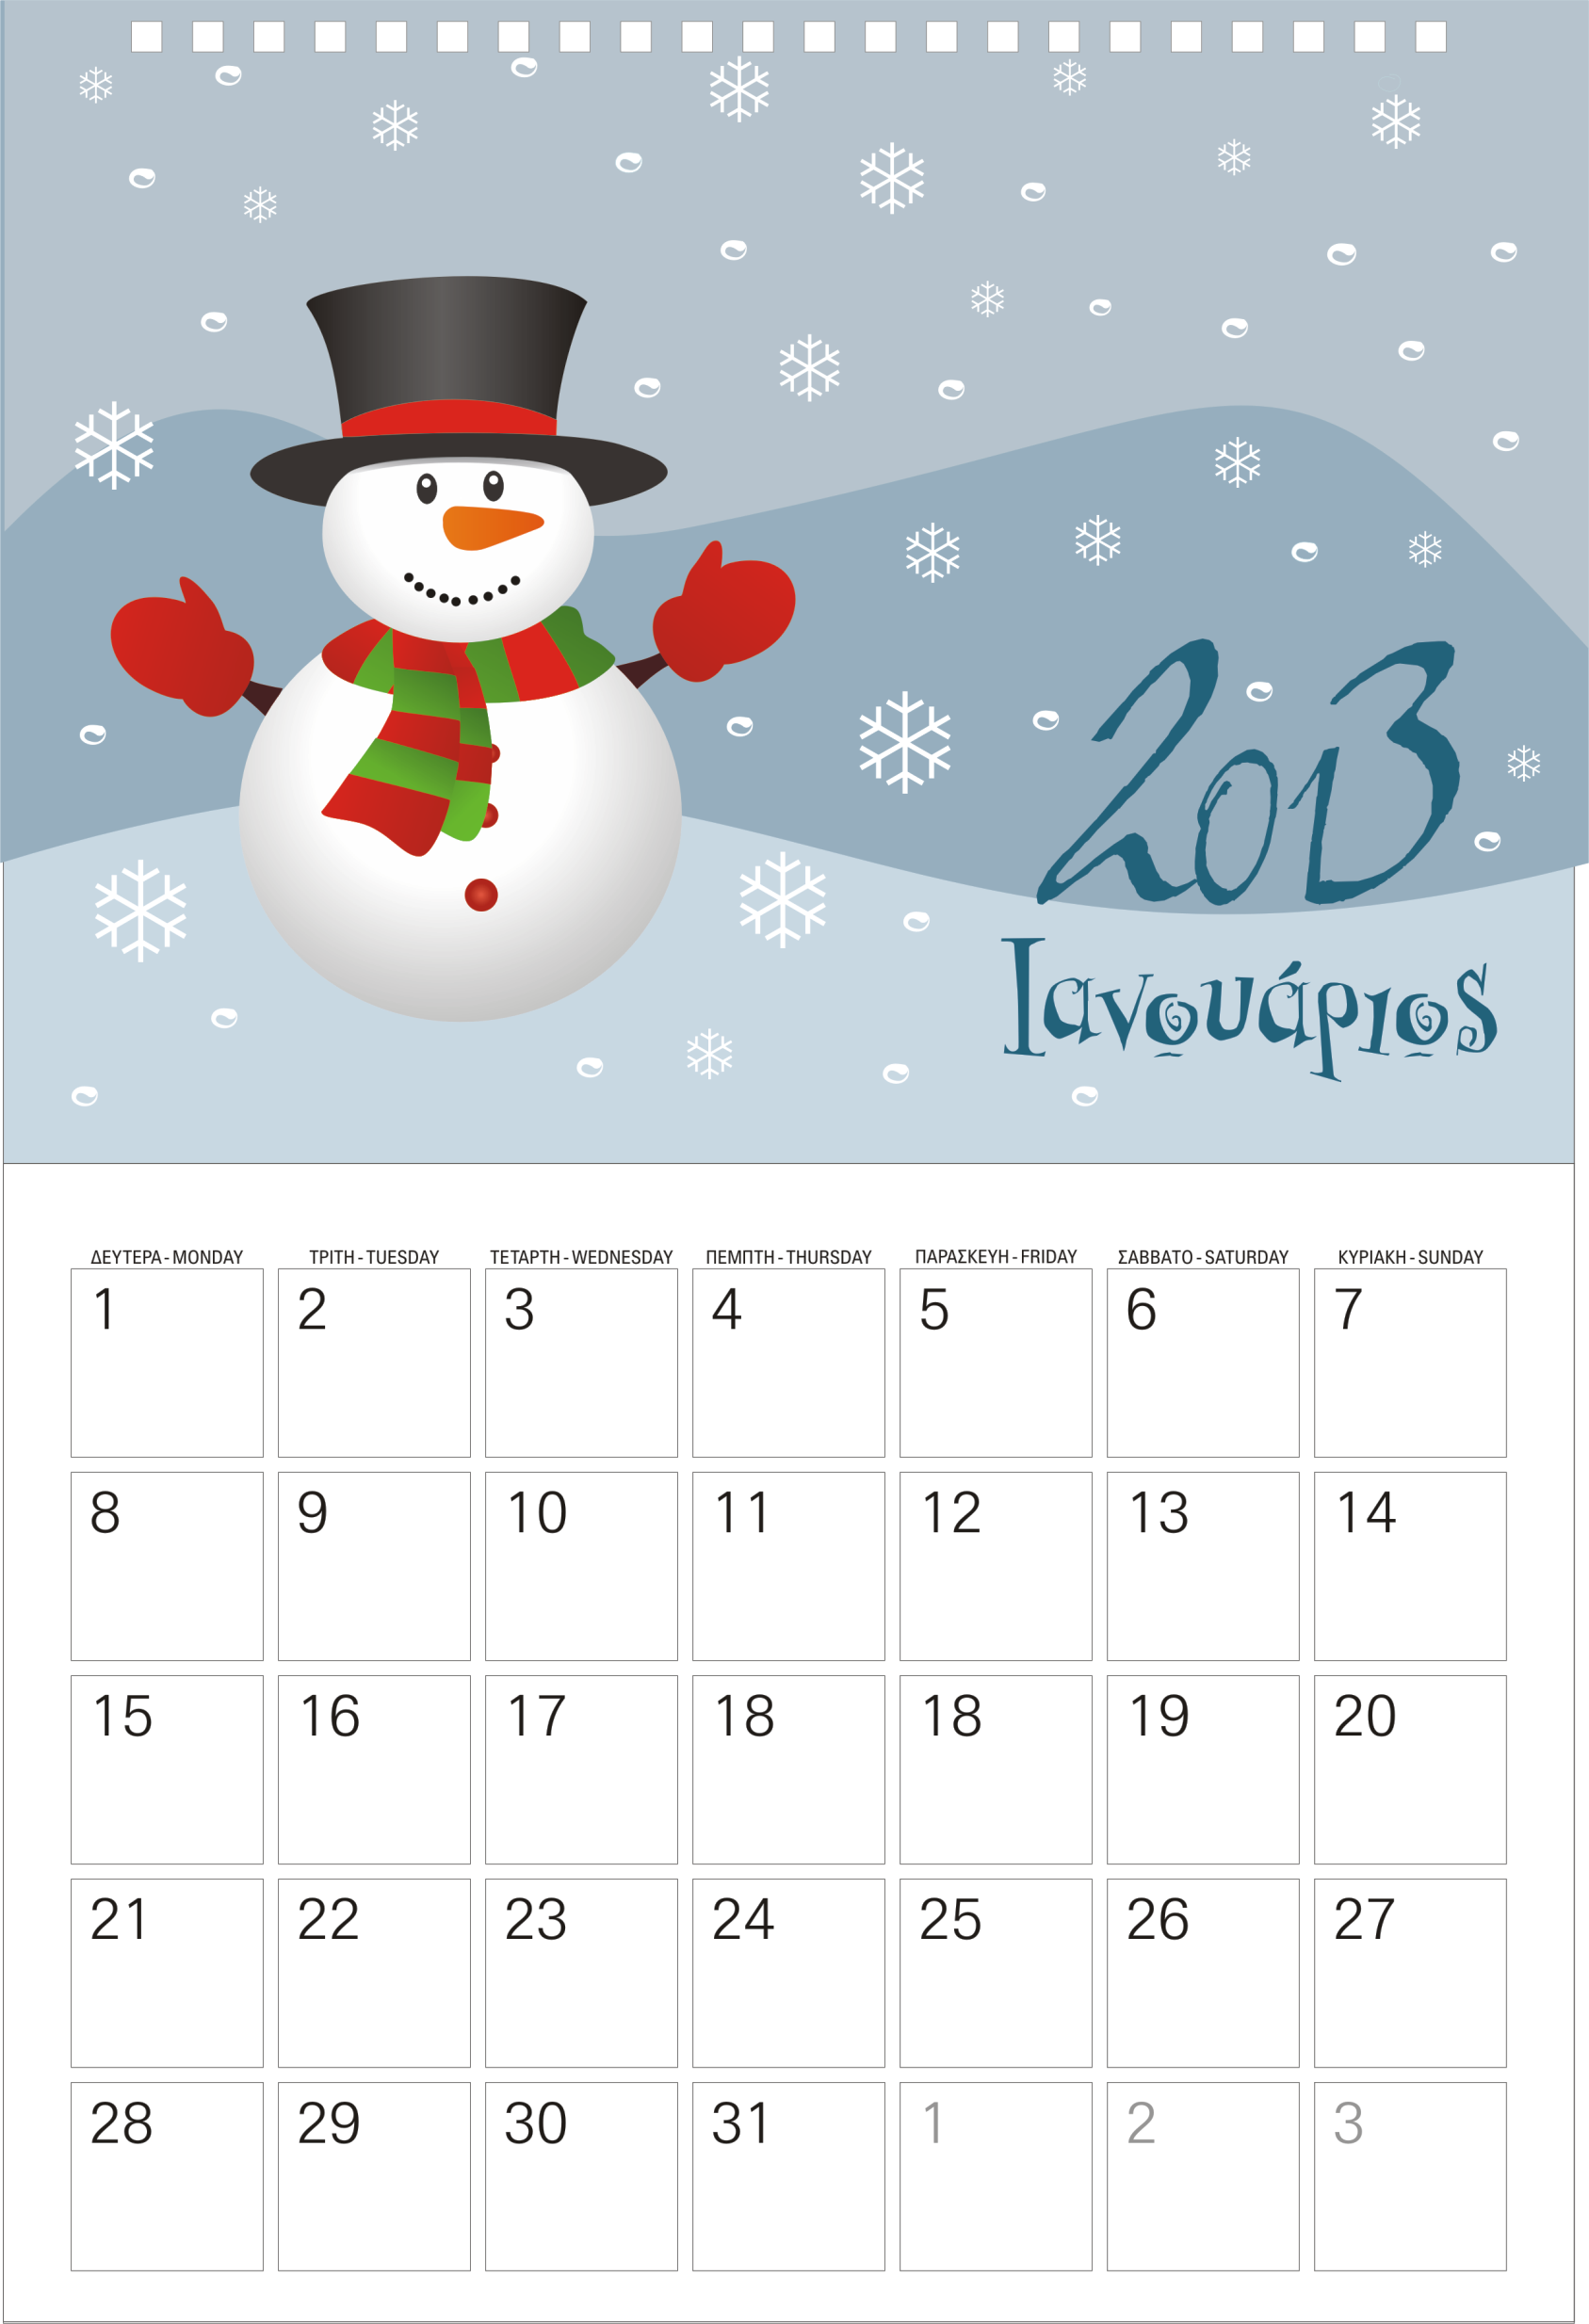 2013
Ιανουάριος
ΔΕΥΤΕΡΑ - MONDAY ΤΡΙΤΗ - TUESDAY ΤΕΤΑΡΤΗ - WEDNESDAY ΠΕΜΠΤΗ - THURSDAY ΠΑΡΑΣΚΕΥΗ - FRIDAY ΣΑΒΒΑΤΟ - SATURDAY ΚΥΡΙΑΚΗ - SUNDAY
1 2 3 4 5 6 7
8 9 10 11 12 13 14
15 16 17 18 18 19 20
21 22 23 24 25 26 27
28 29 30 31 1 2 3